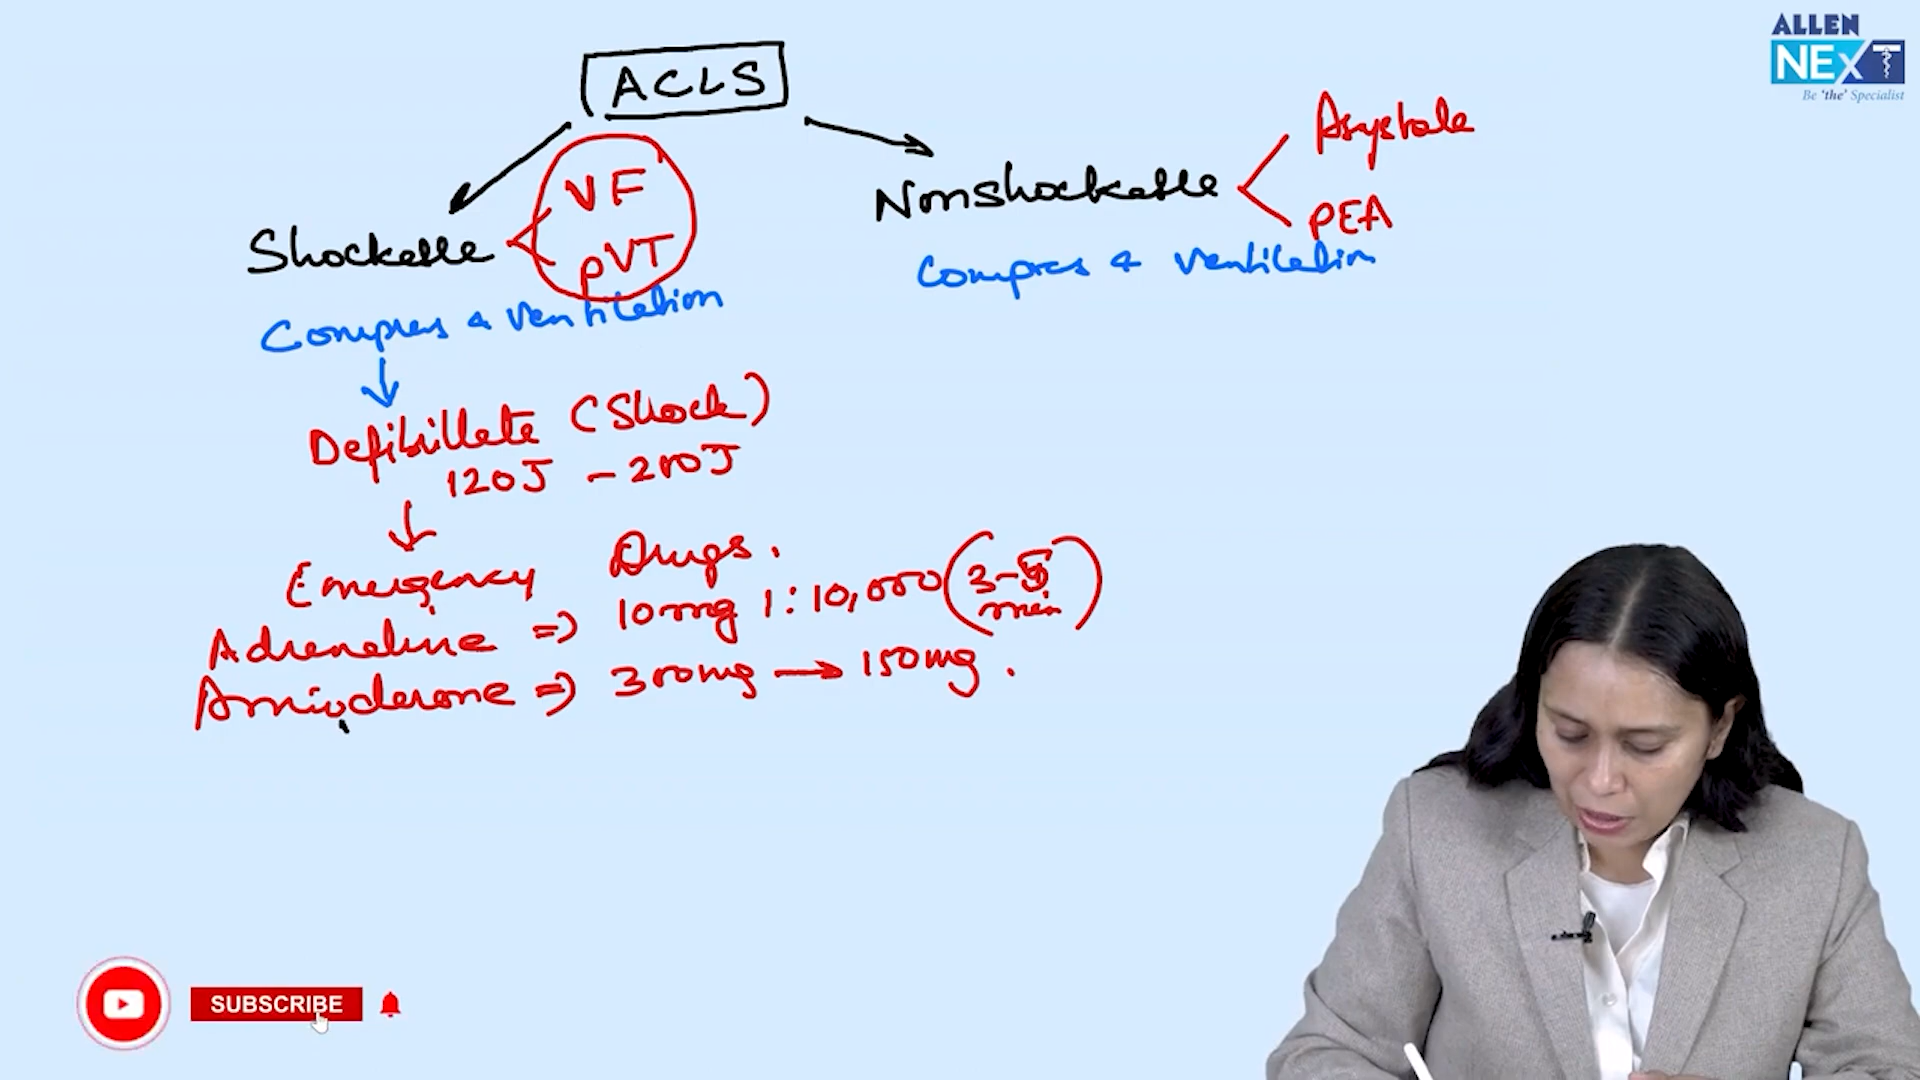 ALLEN
NEXT
Be 'the' Specialist
ACLS
Shockable
VF
pVT
Compres & Ventilation
Defibrillate (Shock)
120J - 200J
Emergency Drugs.
Adrenaline => 10mg 1:10,000 (3-5 min)
Amioderone => 300mg → 150mg.
Nonshockable
Asystole
PEA
Compres & Ventilation
SUBSCRIBE